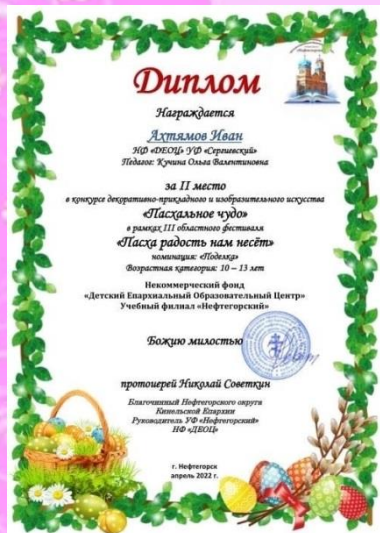 Диплом
Награждается
Ахтямов Иван
НФ «ДЕОЦ» УФ «Сергиевский»
Педагог: Кучина Ольга Валентиновна
за II место
в конкурсе декоративно-прикладного и изобразительного искусства
«Пасхальное чудо»
в рамках III областного фестиваля
«Пасха радость нам несёт»
номинация: «Поделка»
Возрастная категория: 10 – 13 лет
Некоммерческий фонд
«Детский Епархиальный Образовательный Центр»
Учебный филиал «Нефтегорский»
Божию милостью
протоиерей Николай Советкин
Благочинный Нефтегорского округа
Кинельской Епархии
Руководитель УФ «Нефтегорский»
НФ «ДЕОЦ»
г. Нефтегорск
апрель 2022 г.